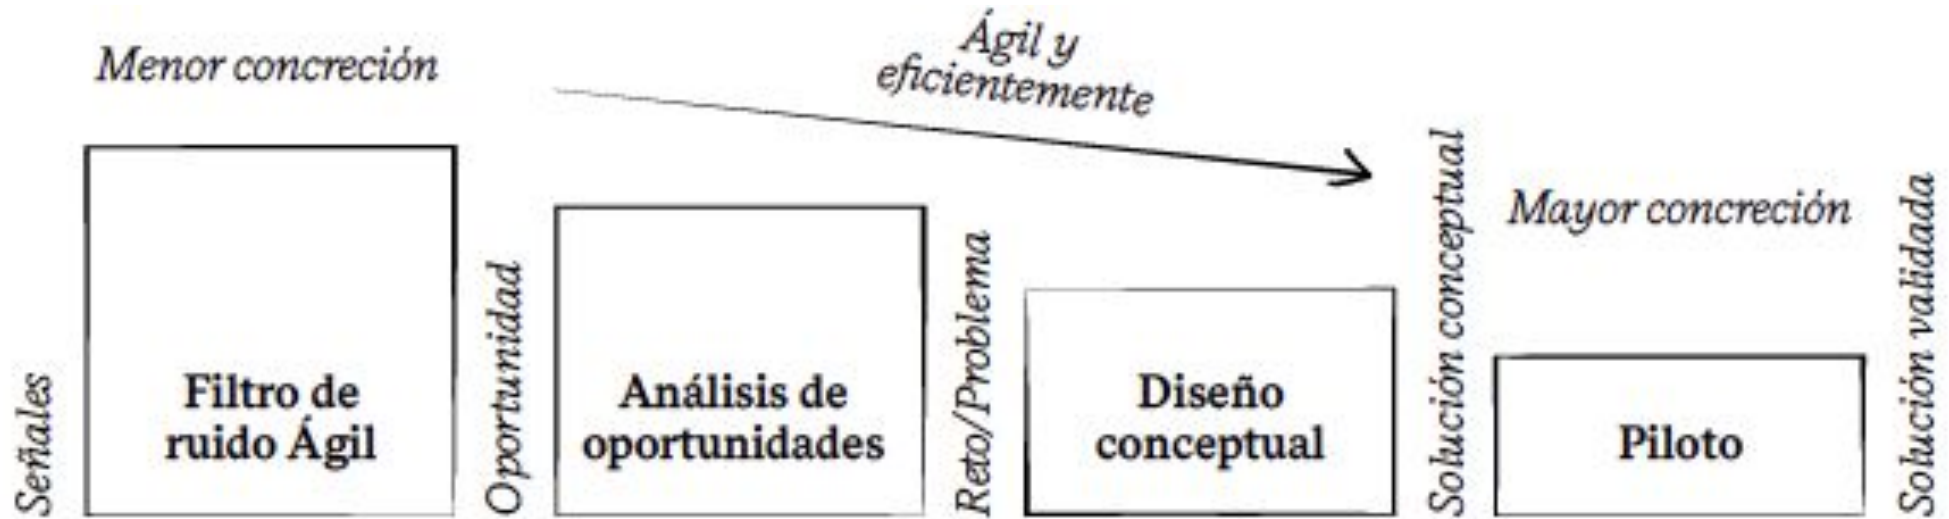 Menor concreción
Ágil y
eficientemente
Mayor concreción
Señales
Filtro de
ruido Ágil
Oportunidad
Análisis de
oportunidades
Reto/Problema
Diseño
conceptual
Solución conceptual
Piloto
Solución validada